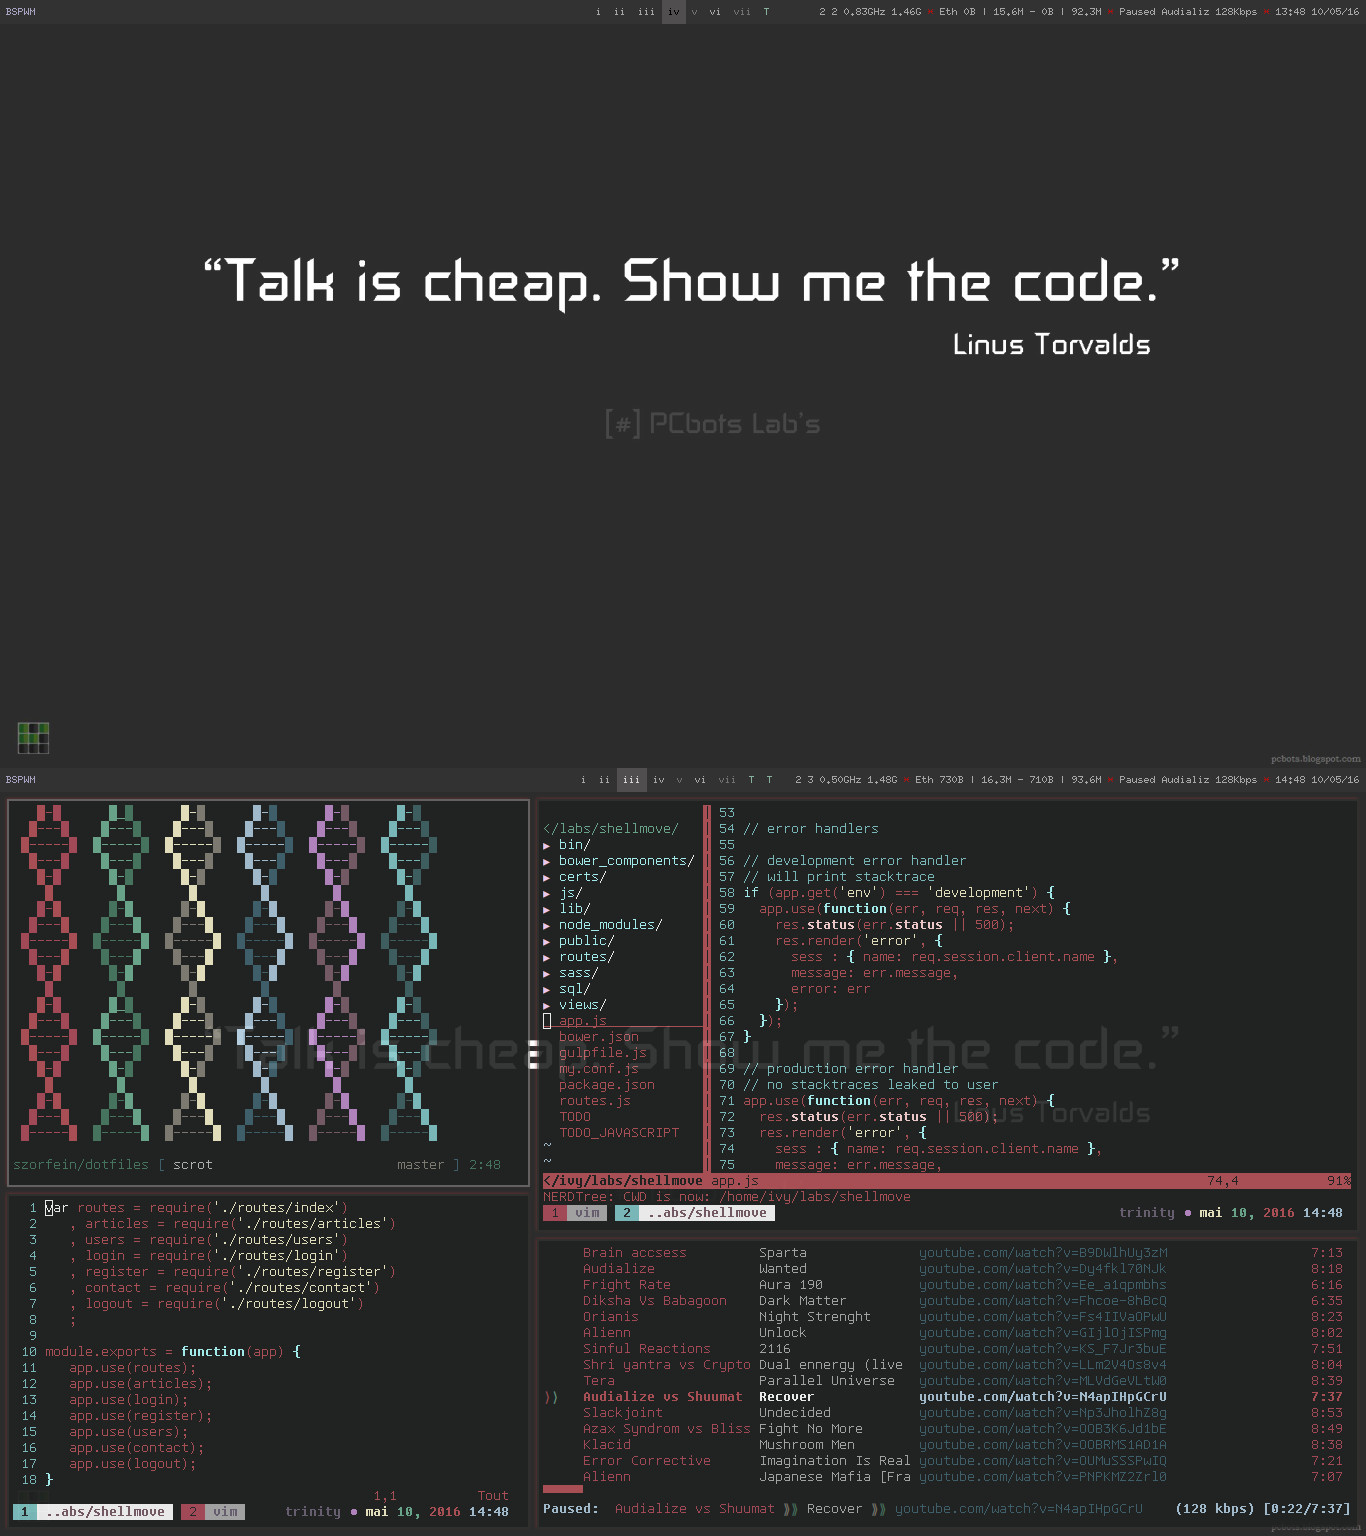 BSPWM i ii iii iv v vi vii T 2 2 0.83GHz 1.46G » Eth 0B | 15.6M - 0B | 92.3M » Paused Audializ 128Kbps » 13:48 10/05/16
“Talk is cheap. Show me the code.”
Linus Torvalds
[#] PCbots Lab's
pcbots.blogspot.com
BSPWM i ii iii iv v vi vii T T 2 3 0.50GHz 1.48G » Eth 730B | 16.3M - 710B | 93.6M » Paused Audializ 128Kbps » 14:48 10/05/16
szorfein/dotfiles [ scrot master ] 2:48
1 var routes = require('./routes/index')
2 , articles = require('./routes/articles')
3 , users = require('./routes/users')
4 , login = require('./routes/login')
5 , register = require('./routes/register')
6 , contact = require('./routes/contact')
7 , logout = require('./routes/logout')
8 ;
9
10 module.exports = function(app) {
11 app.use(routes);
12 app.use(articles);
13 app.use(login);
14 app.use(register);
15 app.use(users);
16 app.use(contact);
17 app.use(logout);
18 }
1,1 Tout
1 ..abs/shellmove 2 vim trinity ● mai 10, 2016 14:48
</labs/shellmove/
▸ bin/
▸ bower_components/
▸ certs/
▸ js/
▸ lib/
▸ node_modules/
▸ public/
▸ routes/
▸ sass/
▸ sql/
▸ views/
app.js
bower.json
gulpfile.js
my.conf.js
package.json
routes.js
TODO
TODO_JAVASCRIPT
~
~
53
54 // error handlers
55
56 // development error handler
57 // will print stacktrace
58 if (app.get('env') === 'development') {
59 app.use(function(err, req, res, next) {
60 res.status(err.status || 500);
61 res.render('error', {
62 sess : { name: req.session.client.name },
63 message: err.message,
64 error: err
65 });
66 });
67 }
68
69 // production error handler
70 // no stacktraces leaked to user
71 app.use(function(err, req, res, next) {
72 res.status(err.status || 500);
73 res.render('error', {
74 sess : { name: req.session.client.name },
75 message: err.message,
Talk is cheap. Show me the code.”
Linus Torvalds
</ivy/labs/shellmove app.js 74,4 91%
NERDTree: CWD is now: /home/ivy/labs/shellmove
1 vim 2 ..abs/shellmove trinity ● mai 10, 2016 14:48
Brain accsess Sparta youtube.com/watch?v=B9DWlhUy3zM 7:13
Audialize Wanted youtube.com/watch?v=Dy4fkl70NJk 8:18
Fright Rate Aura 190 youtube.com/watch?v=Ee_a1qpmbhs 6:16
Diksha Vs Babagoon Dark Matter youtube.com/watch?v=Fhcoe-8hBcQ 6:35
Orianis Night Strenght youtube.com/watch?v=Fs4IIVaOPwU 8:23
Alienn Unlock youtube.com/watch?v=GIjlOjISPmg 8:02
Sinful Reactions 2116 youtube.com/watch?v=KS_F7Jr3buE 7:51
Shri yantra vs Crypto Dual ennergy (live youtube.com/watch?v=LLm2V4Os8v4 8:04
Tera Parallel Universe youtube.com/watch?v=MLVdGeVLtW0 8:39
⟫ Audialize vs Shuumat Recover youtube.com/watch?v=N4apIHpGCrU 7:37
Slackjoint Undecided youtube.com/watch?v=Np3JholhZ8g 8:53
Azax Syndrom vs Bliss Fight No More youtube.com/watch?v=OOB3K6Jd1bE 8:49
Klacid Mushroom Men youtube.com/watch?v=OOBRMS1AD1A 8:38
Error Corrective Imagination Is Real youtube.com/watch?v=OUMuSSSPwIQ 7:21
Alienn Japanese Mafia [Fra youtube.com/watch?v=PNPKMZ2Zrl0 7:07
Paused: Audialize vs Shuumat ⟫ Recover ⟫ youtube.com/watch?v=N4apIHpGCrU (128 kbps) [0:22/7:37]